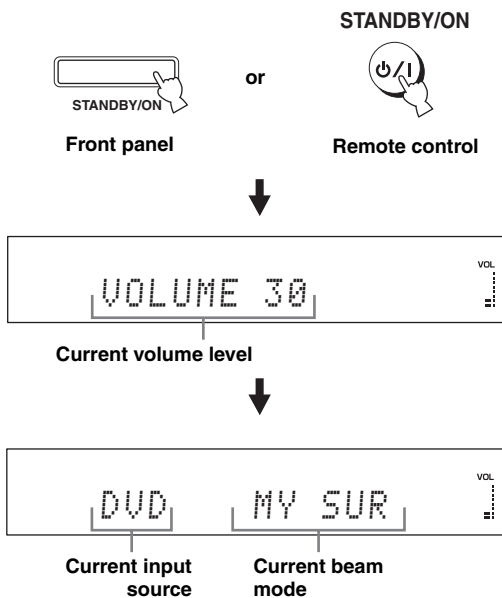 STANDBY/ON
or
STANDBY/ON
Front panel
Remote control
VOL
VOLUME 30
Current volume level
VOL
DVD MY SUR
Current input source
Current beam mode